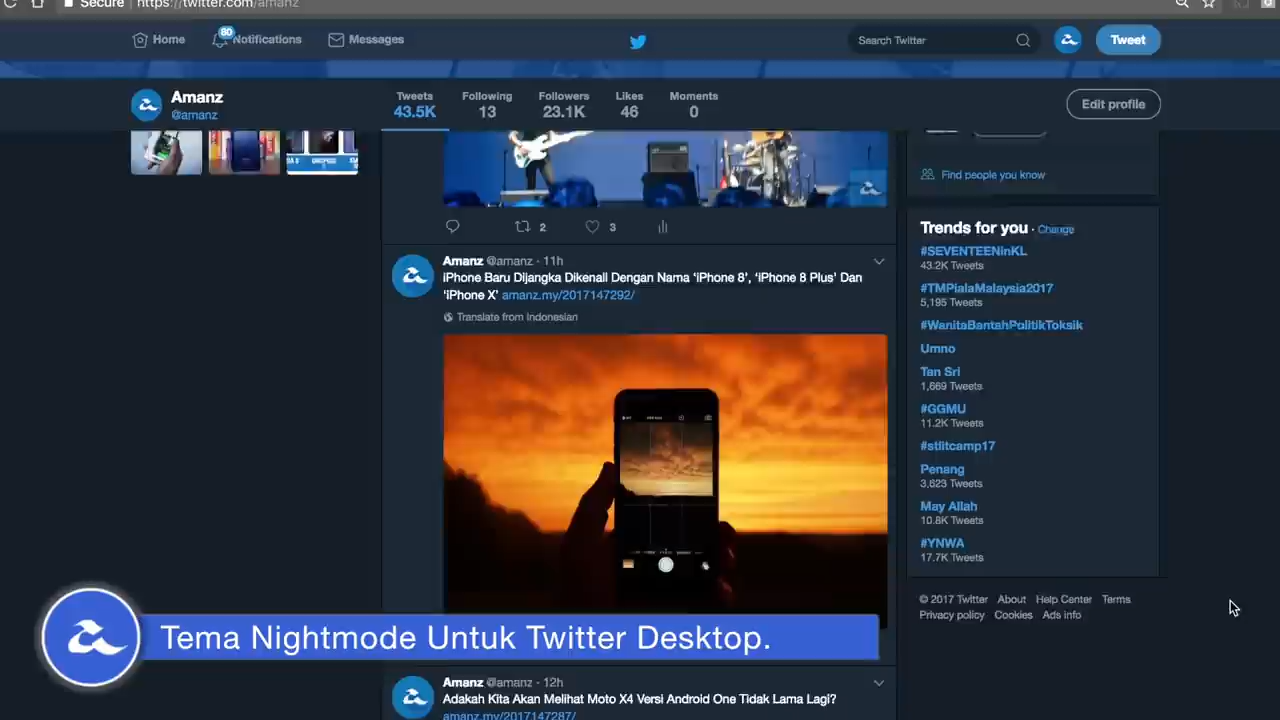 Secure
https://twitter.com/amanz
Home
60
Notifications
Messages
Search Twitter
Tweet
Amanz
@amanz
Tweets
43.5K
Following
13
Followers
23.1K
Likes
46
Moments
0
Edit profile
2
3
Amanz @amanz · 11h
iPhone Baru Dijangka Dikenali Dengan Nama ‘iPhone 8’, ‘iPhone 8 Plus’ Dan
‘iPhone X’ amanz.my/2017147292/
Translate from Indonesian
Find people you know
Trends for you · Change
#SEVENTEENinKL
43.2K Tweets
#TMPialaMalaysia2017
5,195 Tweets
#WanitaBantahPolitikToksik
Umno
Tan Sri
1,669 Tweets
#GGMU
11.2K Tweets
#stlitcamp17
Penang
3,623 Tweets
May Allah
10.8K Tweets
#YNWA
17.7K Tweets
© 2017 Twitter About Help Center Terms
Privacy policy Cookies Ads info
Tema Nightmode Untuk Twitter Desktop.
Amanz @amanz · 12h
Adakah Kita Akan Melihat Moto X4 Versi Android One Tidak Lama Lagi?
amanz.my/2017147287/